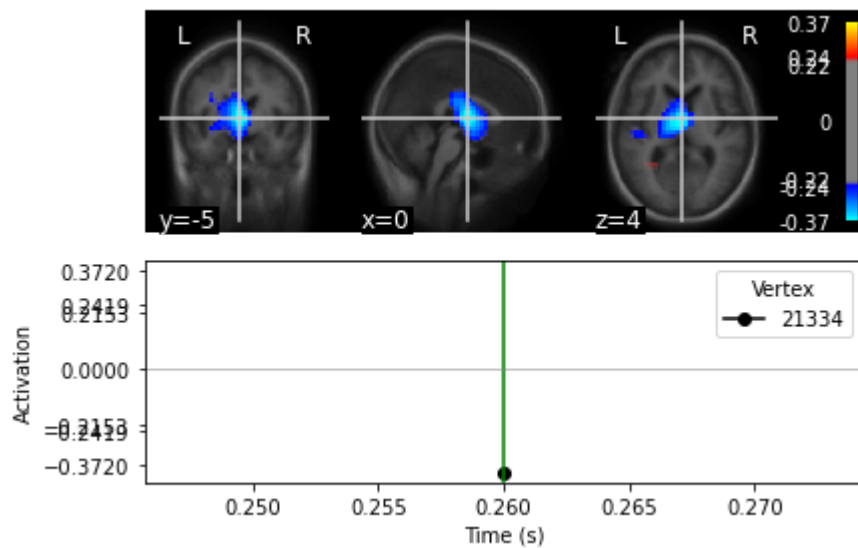 L R L R 0.37
0.24
0.22
0
-0.22
-0.24
-0.37
y=-5 x=0 z=4
0.3720
0.2419
0.2153
0.0000
−0.2153
−0.2419
−0.3720
Activation
Vertex
21334
0.250 0.255 0.260 0.265 0.270
Time (s)